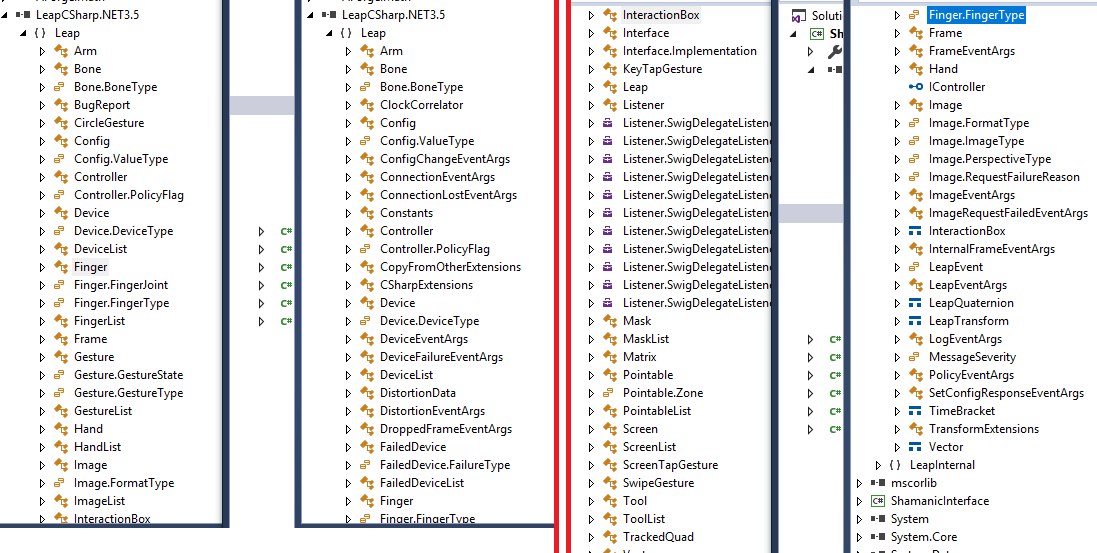 LeapCSharp.NET3.5
Leap
Arm
Bone
Bone.BoneType
BugReport
CircleGesture
Config
Config.ValueType
Controller
Controller.PolicyFlag
Device
Device.DeviceType
DeviceList
Finger
Finger.FingerJoint
Finger.FingerType
FingerList
Frame
Gesture
Gesture.GestureState
Gesture.GestureType
GestureList
Hand
HandList
Image
Image.FormatType
ImageList
InteractionBox
C#
C#
C#
C#
C#
C#
LeapCSharp.NET3.5
Leap
Arm
Bone
Bone.BoneType
ClockCorrelator
Config
Config.ValueType
ConfigChangeEventArgs
ConnectionEventArgs
ConnectionLostEventArgs
Constants
Controller
Controller.PolicyFlag
CopyFromOtherExtensions
CSharpExtensions
Device
Device.DeviceType
DeviceEventArgs
DeviceFailureEventArgs
DeviceList
DistortionData
DistortionEventArgs
DroppedFrameEventArgs
FailedDevice
FailedDevice.FailureType
FailedDeviceList
Finger
Finger.FingerType
InteractionBox
Interface
Interface.Implementation
KeyTapGesture
Leap
Listener
Listener.SwigDelegateListene
Listener.SwigDelegateListene
Listener.SwigDelegateListene
Listener.SwigDelegateListene
Listener.SwigDelegateListene
Listener.SwigDelegateListene
Listener.SwigDelegateListene
Listener.SwigDelegateListene
Listener.SwigDelegateListene
Listener.SwigDelegateListene
Listener.SwigDelegateListene
Mask
MaskList
Matrix
Pointable
Pointable.Zone
PointableList
Screen
ScreenList
ScreenTapGesture
SwipeGesture
Tool
ToolList
TrackedQuad
Solutio
C# Sh
C#
C#
C#
C#
C#
C#
Finger.FingerType
Frame
FrameEventArgs
Hand
IController
Image
Image.FormatType
Image.ImageType
Image.PerspectiveType
Image.RequestFailureReason
ImageEventArgs
ImageRequestFailedEventArgs
InteractionBox
InternalFrameEventArgs
LeapEvent
LeapEventArgs
LeapQuaternion
LeapTransform
LogEventArgs
MessageSeverity
PolicyEventArgs
SetConfigResponseEventArgs
TimeBracket
TransformExtensions
Vector
LeapInternal
mscorlib
C# ShamanicInterface
System
System.Core